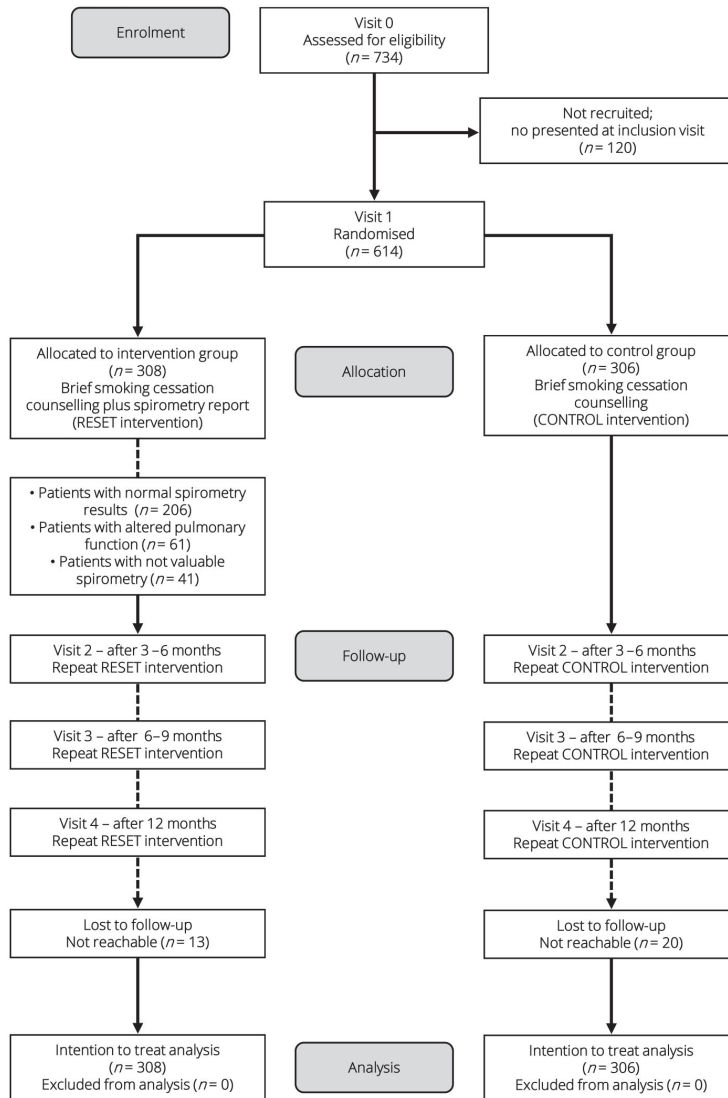 Enrolment
Visit 0
Assessed for eligibility
(n = 734)
Not recruited;
no presented at inclusion visit
(n = 120)
Visit 1
Randomised
(n = 614)
Allocated to intervention group
(n = 308)
Brief smoking cessation
counselling plus spirometry report
(RESET intervention)
Allocation
Allocated to control group
(n = 306)
Brief smoking cessation
counselling
(CONTROL intervention)
• Patients with normal spirometry
results (n = 206)
• Patients with altered pulmonary
function (n = 61)
• Patients with not valuable
spirometry (n = 41)
Visit 2 – after 3 –6 months
Repeat RESET intervention
Follow-up
Visit 2 – after 3 –6 months
Repeat CONTROL intervention
Visit 3 – after 6–9 months
Repeat RESET intervention
Visit 3 – after 6–9 months
Repeat CONTROL intervention
Visit 4 – after 12 months
Repeat RESET intervention
Visit 4 – after 12 months
Repeat CONTROL intervention
Lost to follow-up
Not reachable (n = 13)
Lost to follow-up
Not reachable (n = 20)
Intention to treat analysis
(n = 308)
Excluded from analysis (n = 0)
Analysis
Intention to treat analysis
(n = 306)
Excluded from analysis (n = 0)